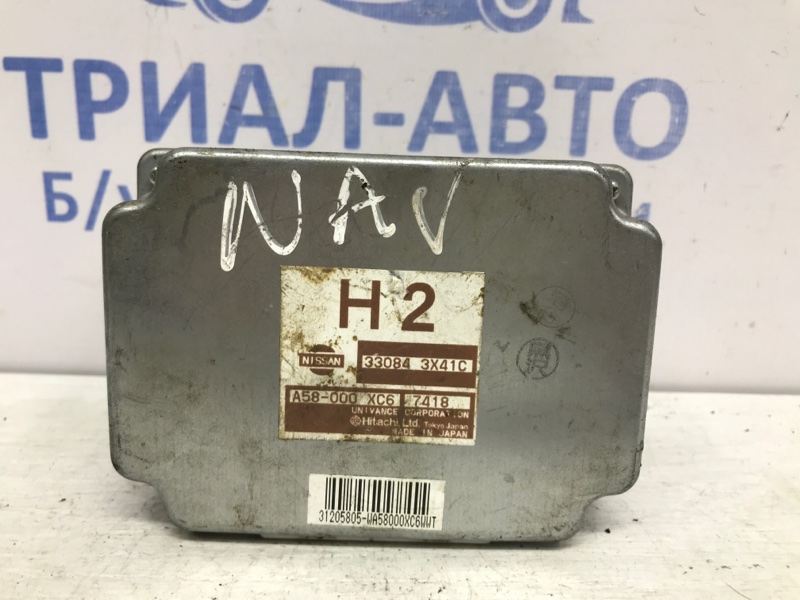 ТРИАЛ-АВТО
Б/у
NAV
H2
NISSAN 33084 3X41C
A58-000 XC6 7418
UNIVANCE CORPORATION
Hitachi, Ltd. Tokyo Japan
MADE IN JAPAN
31205805-WA58000XC6WWT